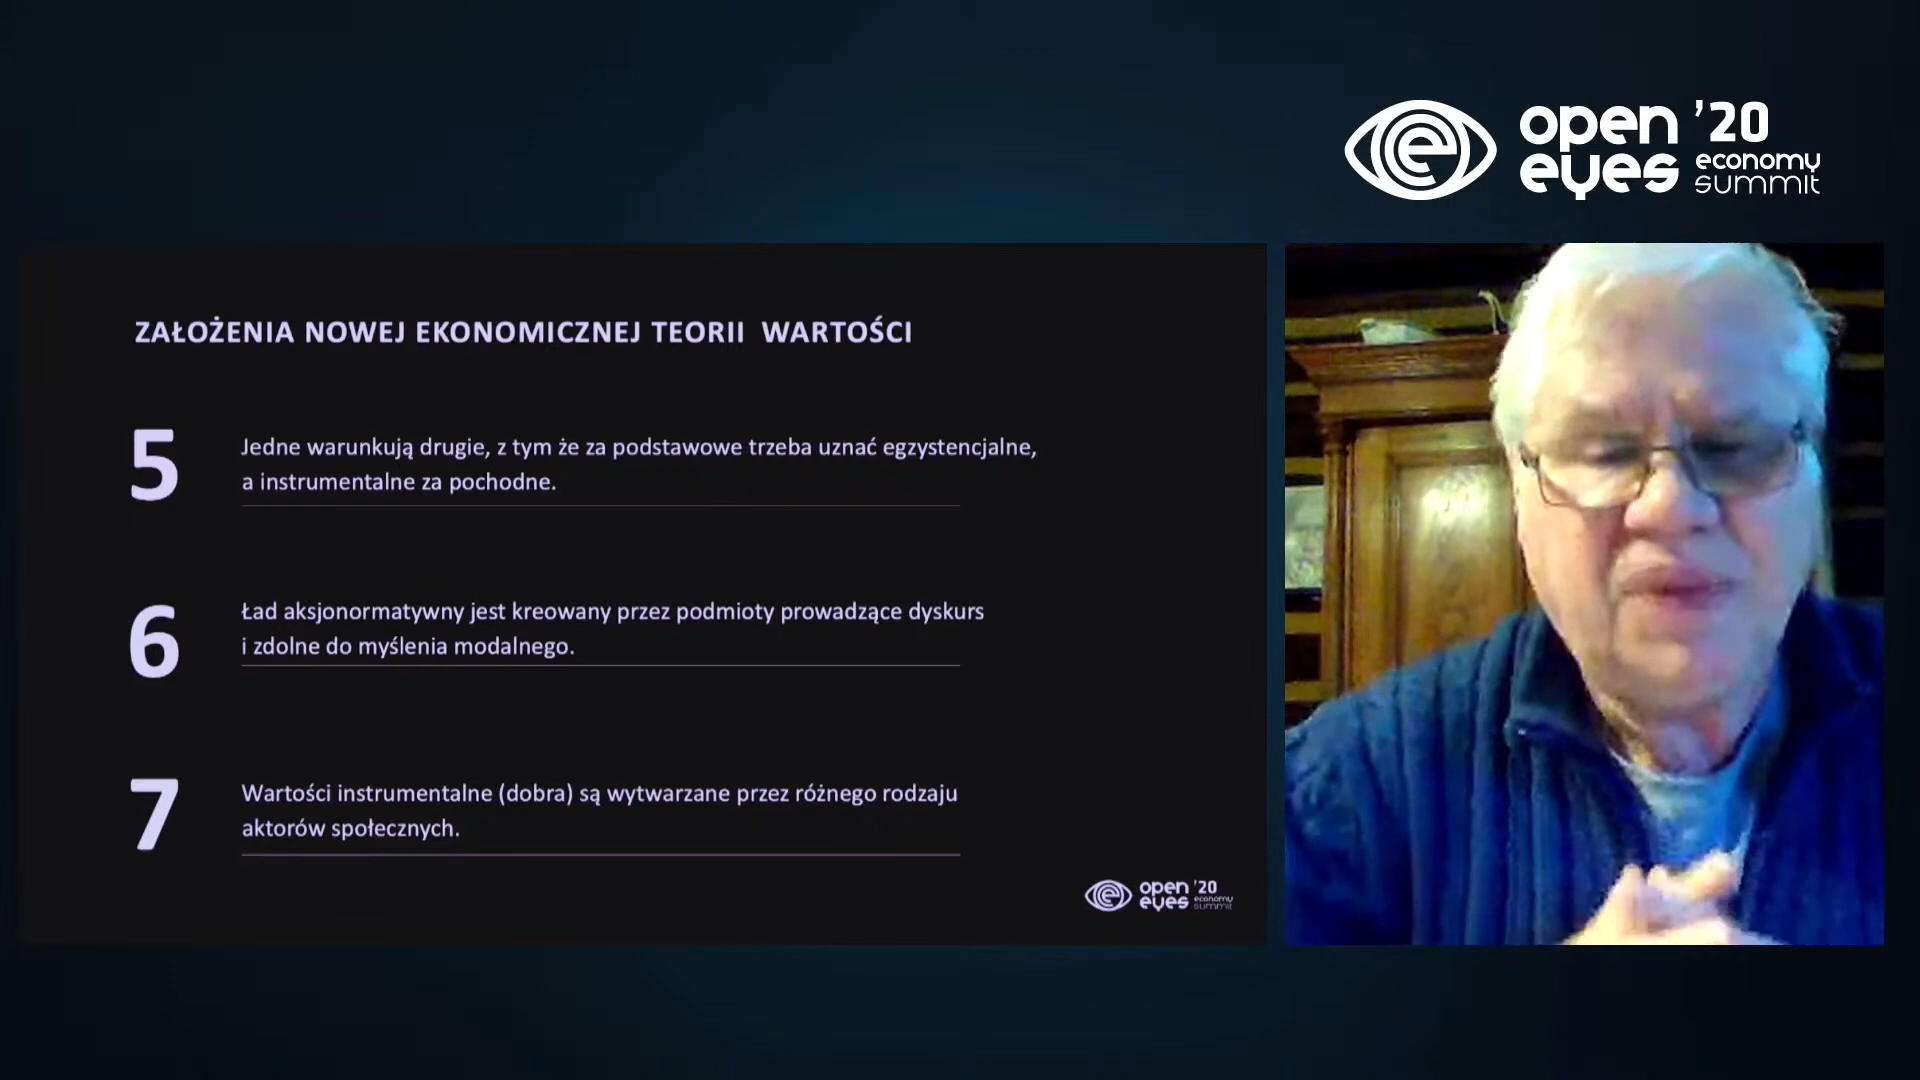 open '20
eyes economy
summit
ZAŁOŻENIA NOWEJ EKONOMICZNEJ TEORII WARTOŚCI
5
Jedne warunkują drugie, z tym że za podstawowe trzeba uznać egzystencjalne,
a instrumentalne za pochodne.
6
Ład aksjonormatywny jest kreowany przez podmioty prowadzące dyskurs
i zdolne do myślenia modalnego.
7
Wartości instrumentalne (dobra) są wytwarzane przez różnego rodzaju
aktorów społecznych.
open '20
eyes economy
summit